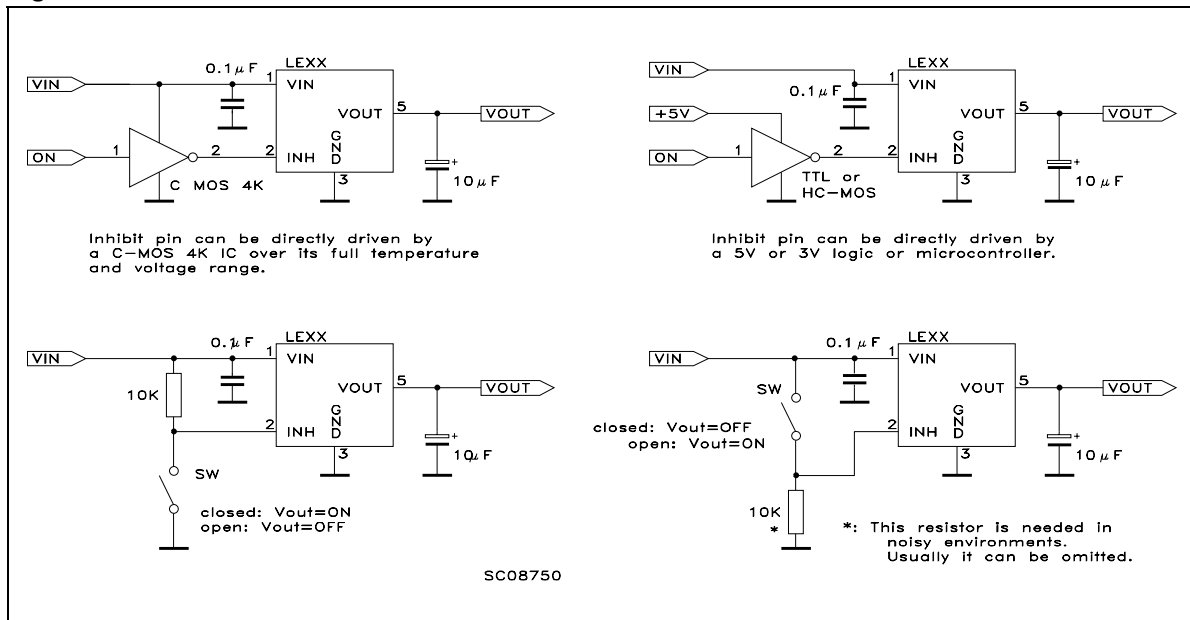 LEXX
0.1μF
VIN
1
VIN
VOUT
5
VOUT
ON
1
2
2
INH
GND
3
+
10μF
C MOS 4K
Inhibit pin can be directly driven by
a C-MOS 4K IC over its full temperature
and voltage range.
LEXX
VIN
0.1μF
1
VIN
+5V
VOUT
5
VOUT
ON
1
2
2
INH
GND
3
+
10μF
TTL or
HC-MOS
Inhibit pin can be directly driven by
a 5V or 3V logic or microcontroller.
LEXX
0.1μF
VIN
1
VIN
10K
VOUT
5
VOUT
2
INH
GND
3
+
10μF
SW
closed: Vout=ON
open: Vout=OFF
SC08750
LEXX
0.1μF
VIN
1
VIN
SW
VOUT
5
VOUT
closed: Vout=OFF
open: Vout=ON
2
INH
GND
3
+
10μF
10K
*
*: This resistor is needed in
noisy environments.
Usually it can be omitted.